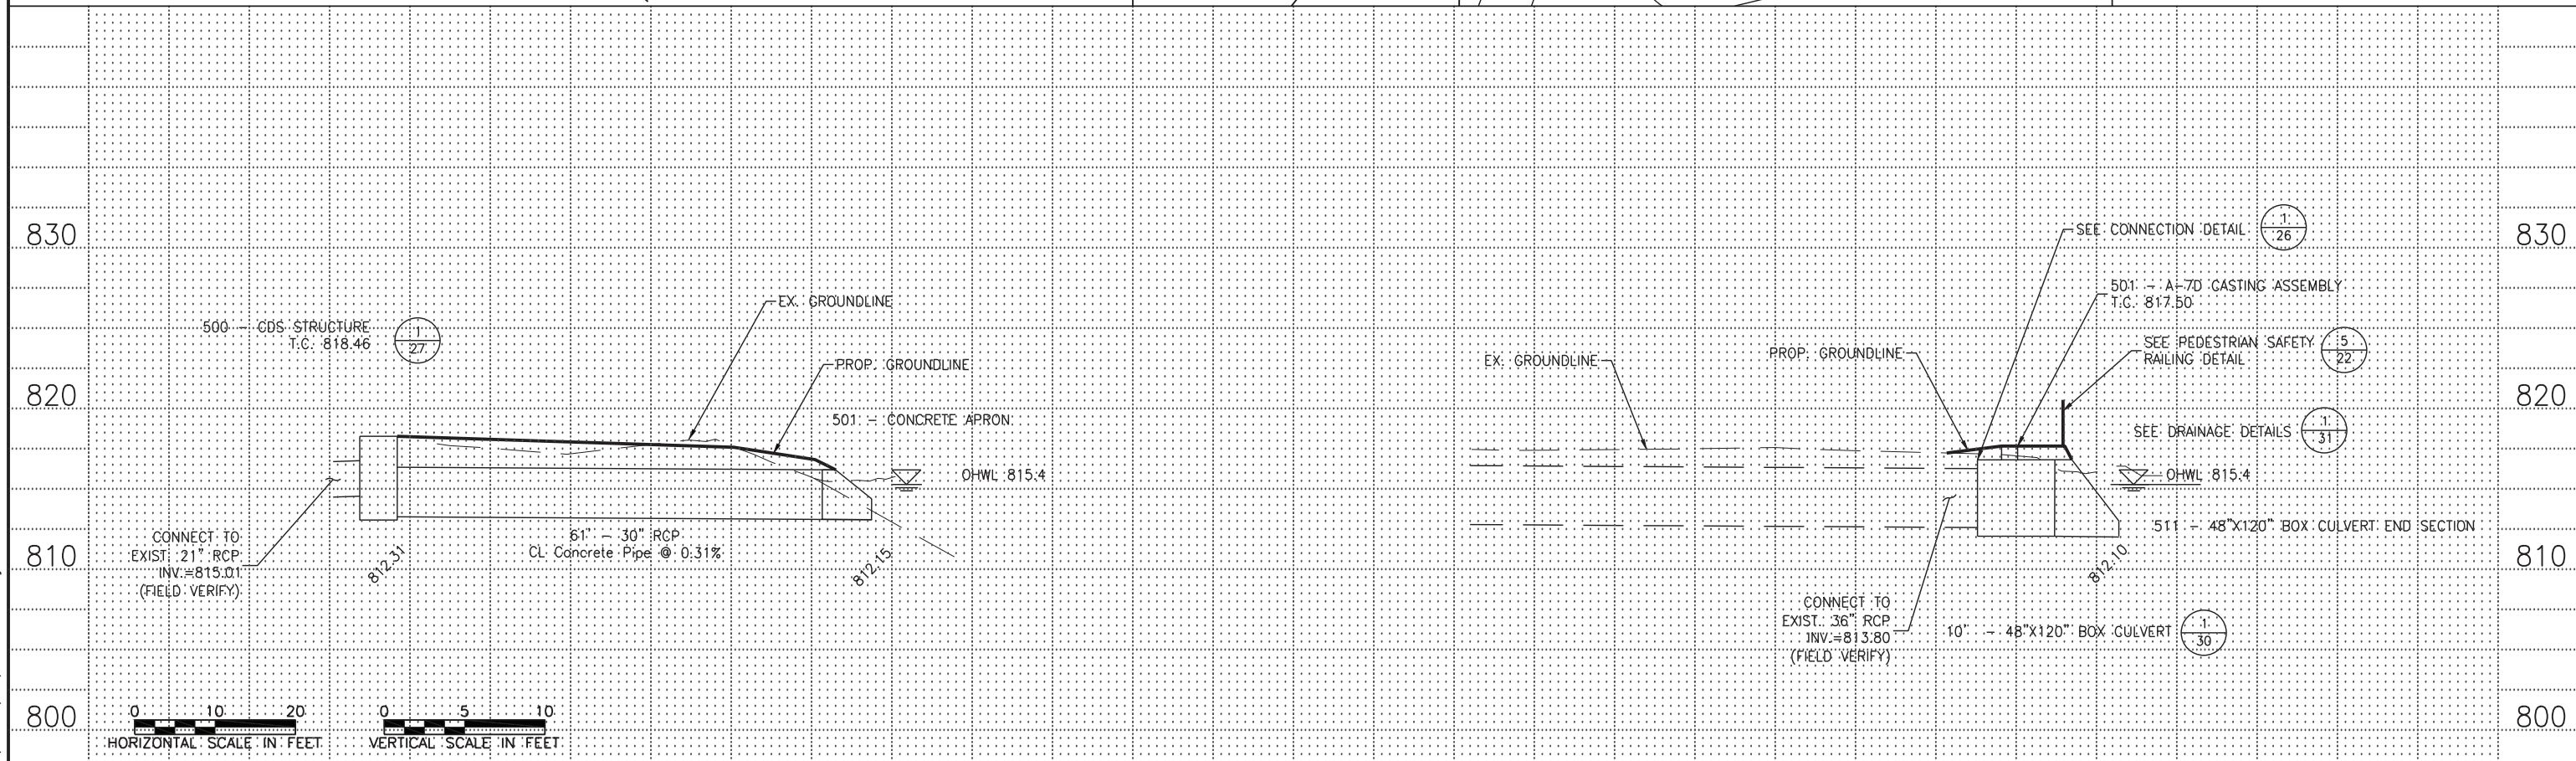 830
820
810
800
500 - CDS STRUCTURE
T.C. 818.46
1
27
EX. GROUNDLINE
PROP. GROUNDLINE
501 - CONCRETE APRON
OHWL 815.4
CONNECT TO
EXIST. 21" RCP
INV.=815.01
(FIELD VERIFY)
812.31
61' - 30" RCP
CL Concrete Pipe @ 0.31%
812.15
0 10 20
HORIZONTAL SCALE IN FEET
0 5 10
VERTICAL SCALE IN FEET
EX. GROUNDLINE
PROP. GROUNDLINE
SEE CONNECTION DETAIL
1
26
501 - A-7D CASTING ASSEMBLY
T.C. 817.50
SEE PEDESTRIAN SAFETY
RAILING DETAIL
5
22
SEE DRAINAGE DETAILS
1
31
OHWL 815.4
511 - 48"X120" BOX CULVERT END SECTION
812.10
CONNECT TO
EXIST. 36" RCP
INV.=813.80
(FIELD VERIFY)
10' - 48"X120" BOX CULVERT
1
30
830
820
810
800